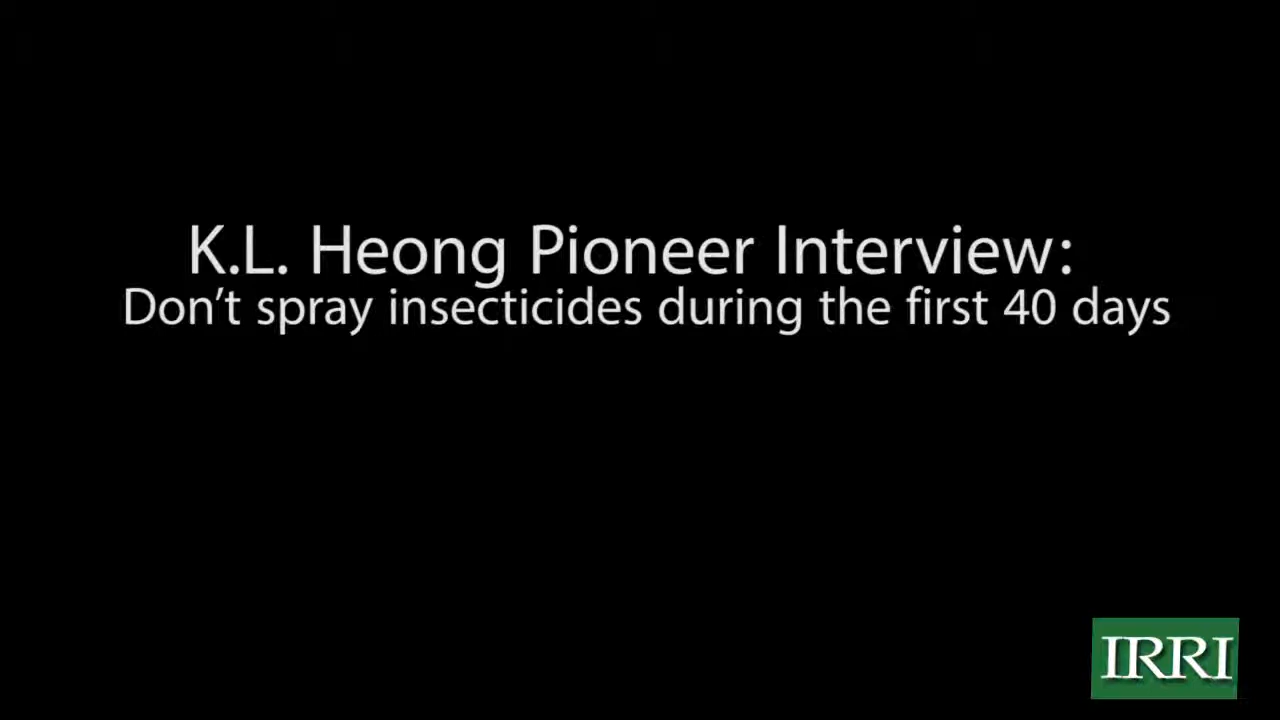 K.L. Heong Pioneer Interview:
Don’t spray insecticides during the first 40 days
IRRI